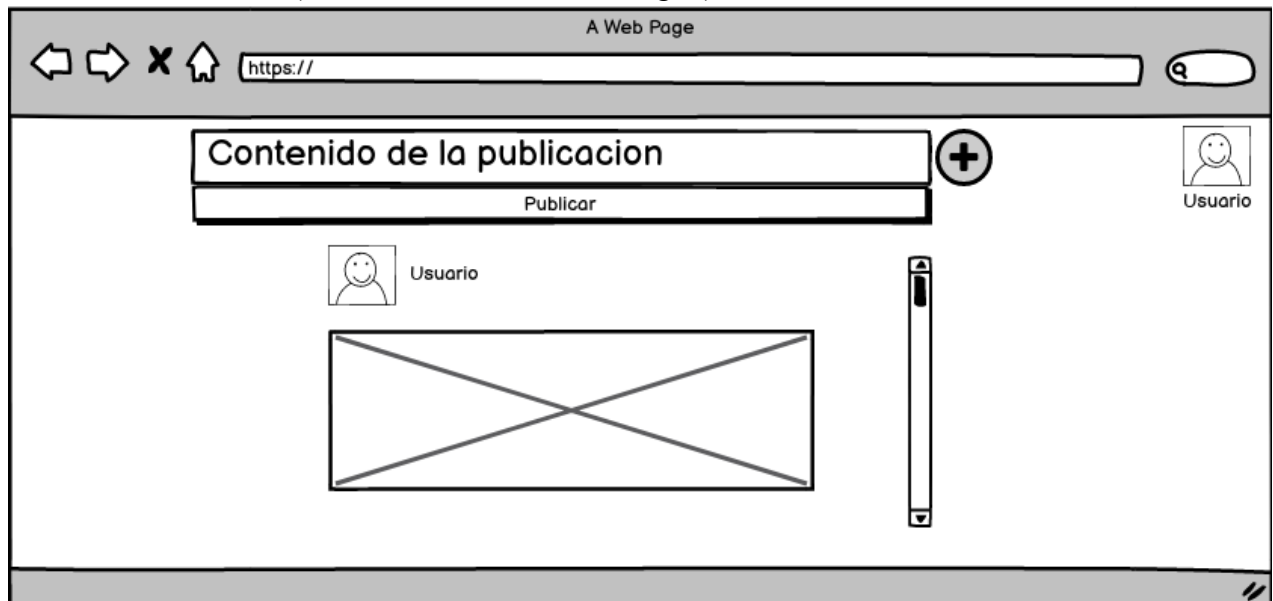 A Web Page
https://
Contenido de la publicacion
Publicar
Usuario
Usuario